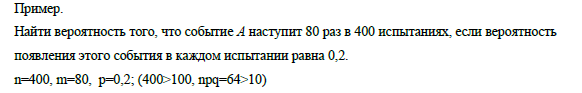 Пример.
Найти вероятность того, что событие A наступит 80 раз в 400 испытаниях, если вероятность
появления этого события в каждом испытании равна 0,2.
n=400, m=80, p=0,2; (400>100, npq=64>10)